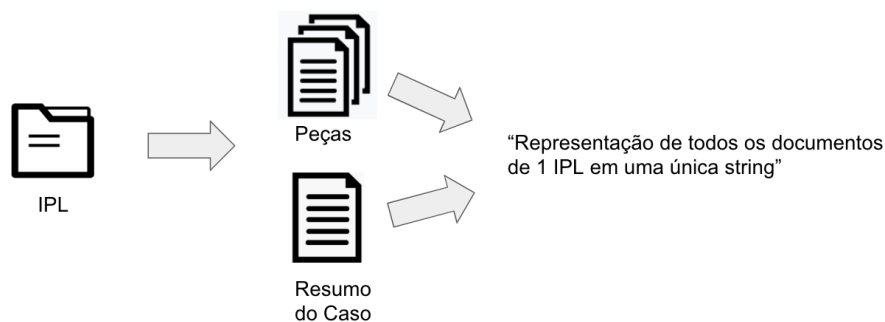 IPL
Peças
Resumo
do Caso
“Representação de todos os documentos
de 1 IPL em uma única string”